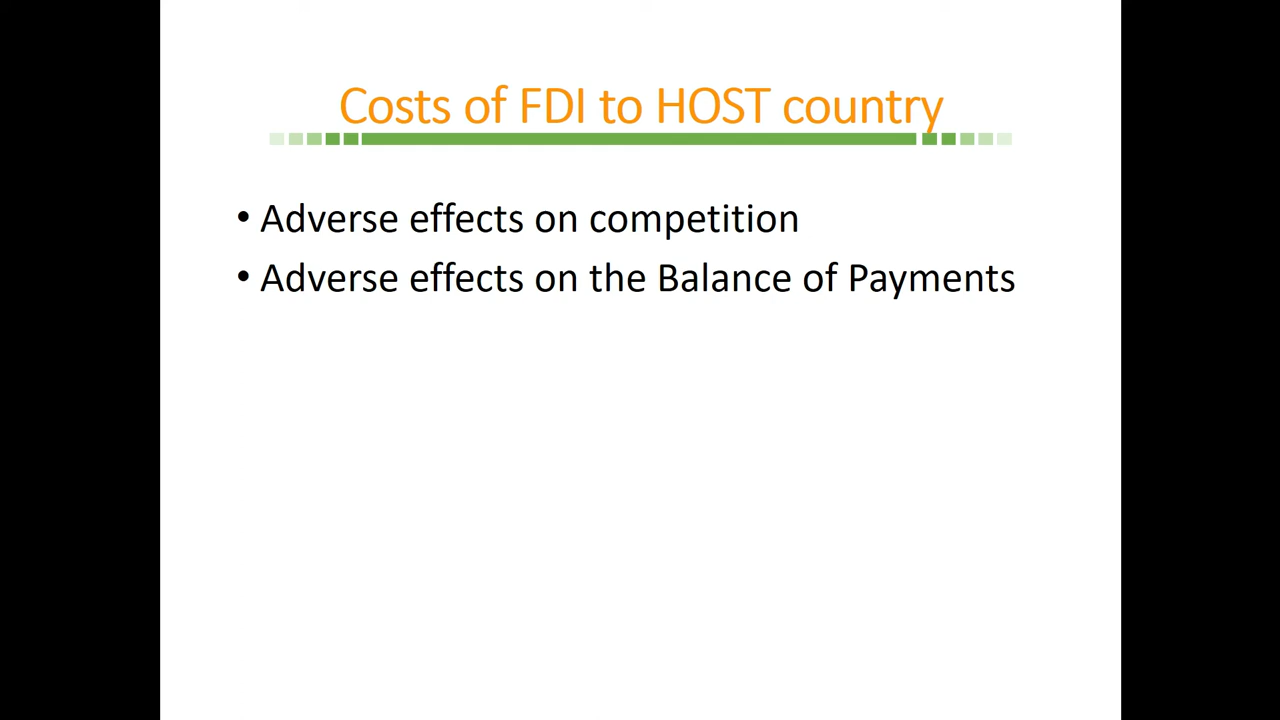 Costs of FDI to HOST country
• Adverse effects on competition
• Adverse effects on the Balance of Payments